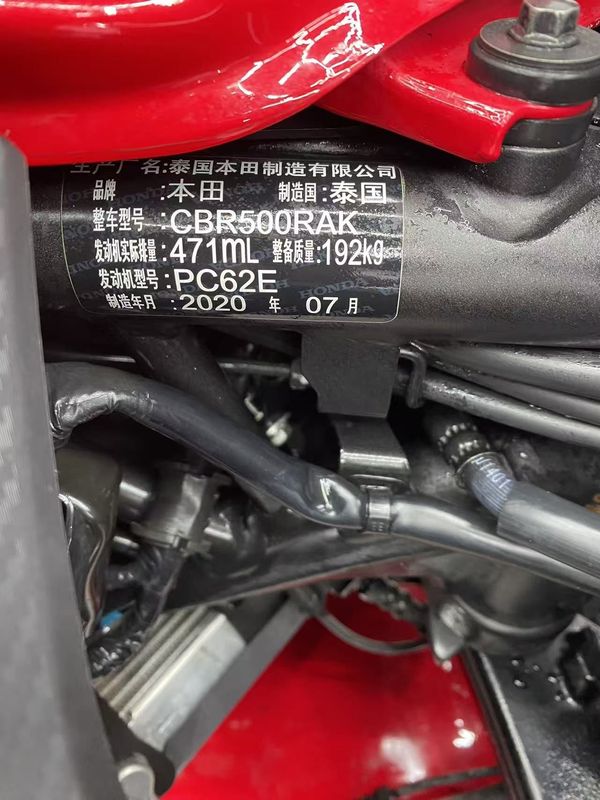 生产厂名:泰国本田制造有限公司
品牌 :本田 制造国:泰国
整车型号:CBR500RAK
发动机实际排量:471mL 整备质量:192kg
发动机型号:PC62E
制造年月:2020 年 07 月
HONDA